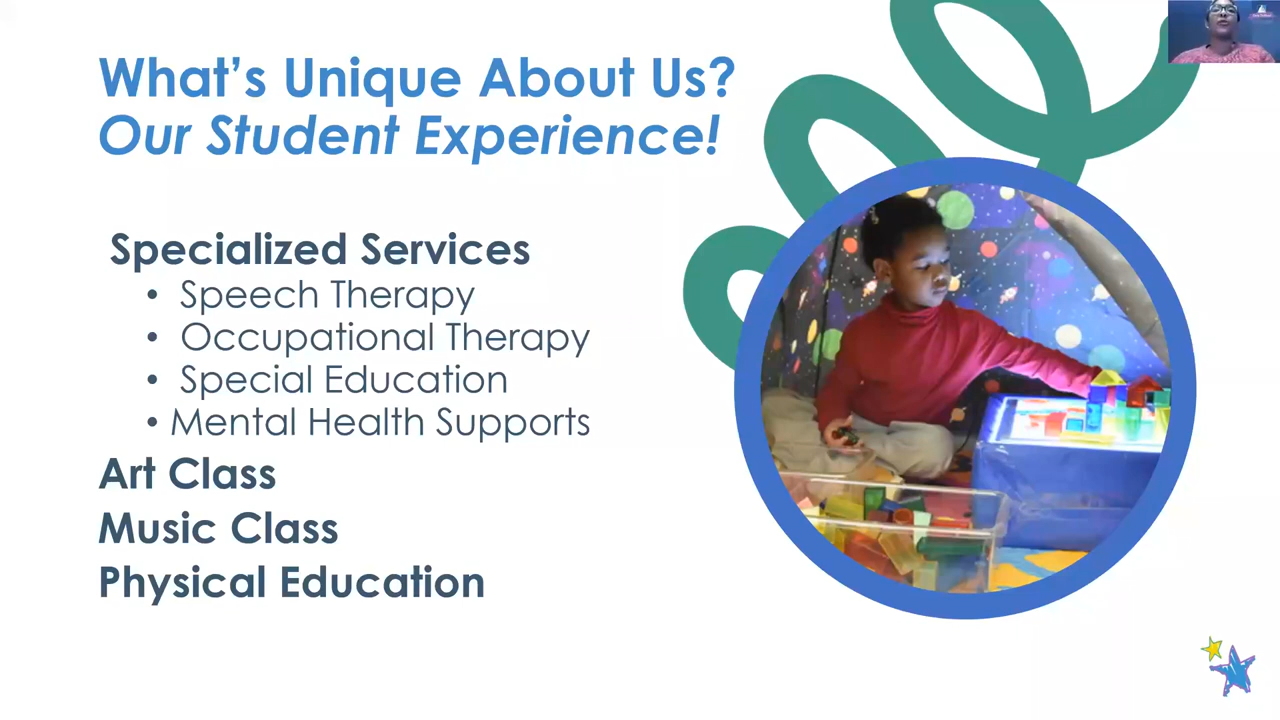 What's Unique About Us?
Our Student Experience!
Specialized Services
• Speech Therapy
• Occupational Therapy
• Special Education
• Mental Health Supports
Art Class
Music Class
Physical Education